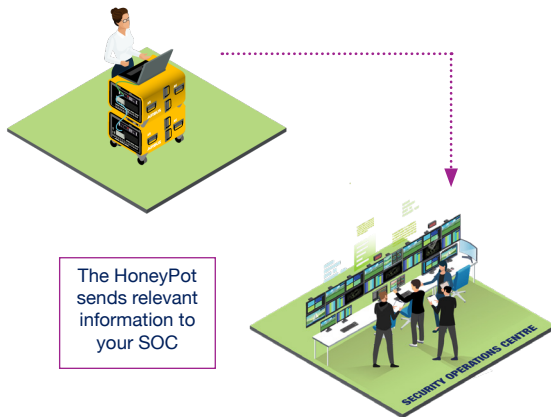 The HoneyPot
sends relevant
information to
your SOC
SECURITY OPERATIONS CENTRE